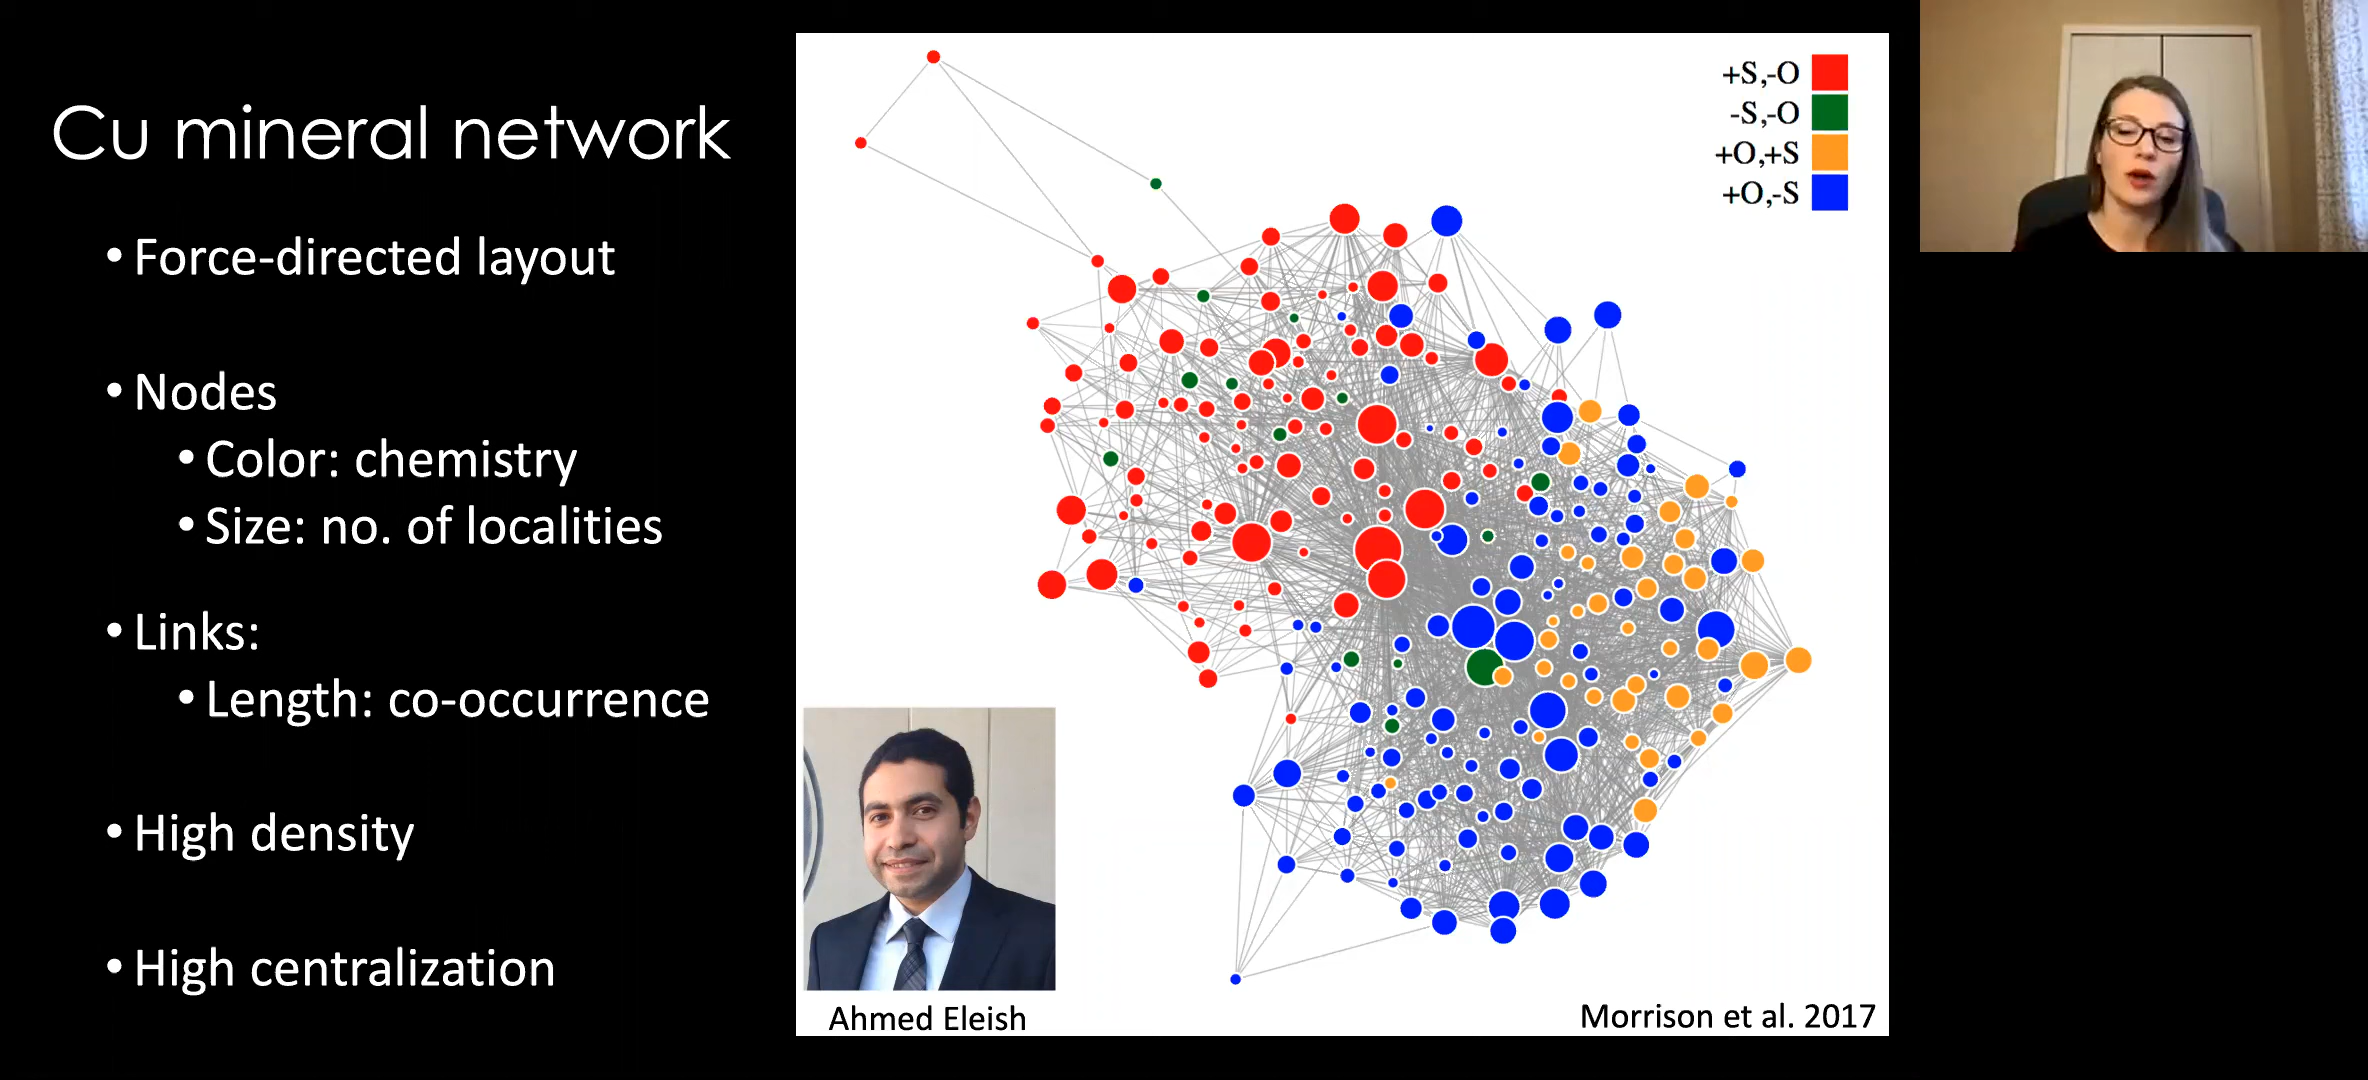 Cu mineral network
• Force-directed layout
• Nodes
• Color: chemistry
• Size: no. of localities
• Links:
• Length: co-occurrence
• High density
• High centralization
+S,-O
-S,-O
+O,+S
+O,-S
Ahmed Eleish
Morrison et al. 2017